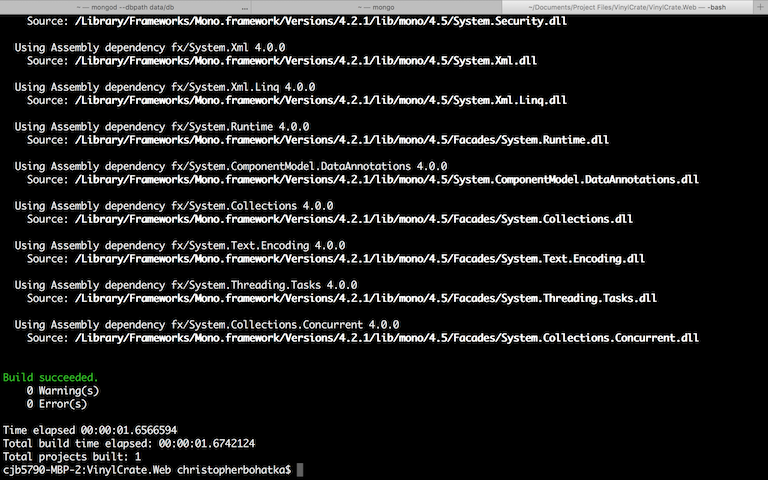 ~ — mongod --dbpath data/db
...
~ — mongo
~/Documents/Project Files/VinylCrate/VinylCrate.Web — -bash
Source: /Library/Frameworks/Mono.framework/Versions/4.2.1/lib/mono/4.5/System.Security.dll
Using Assembly dependency fx/System.Xml 4.0.0
Source: /Library/Frameworks/Mono.framework/Versions/4.2.1/lib/mono/4.5/System.Xml.dll
Using Assembly dependency fx/System.Xml.Linq 4.0.0
Source: /Library/Frameworks/Mono.framework/Versions/4.2.1/lib/mono/4.5/System.Xml.Linq.dll
Using Assembly dependency fx/System.Runtime 4.0.0
Source: /Library/Frameworks/Mono.framework/Versions/4.2.1/lib/mono/4.5/Facades/System.Runtime.dll
Using Assembly dependency fx/System.ComponentModel.DataAnnotations 4.0.0
Source: /Library/Frameworks/Mono.framework/Versions/4.2.1/lib/mono/4.5/System.ComponentModel.DataAnnotations.dll
Using Assembly dependency fx/System.Collections 4.0.0
Source: /Library/Frameworks/Mono.framework/Versions/4.2.1/lib/mono/4.5/Facades/System.Collections.dll
Using Assembly dependency fx/System.Text.Encoding 4.0.0
Source: /Library/Frameworks/Mono.framework/Versions/4.2.1/lib/mono/4.5/Facades/System.Text.Encoding.dll
Using Assembly dependency fx/System.Threading.Tasks 4.0.0
Source: /Library/Frameworks/Mono.framework/Versions/4.2.1/lib/mono/4.5/Facades/System.Threading.Tasks.dll
Using Assembly dependency fx/System.Collections.Concurrent 4.0.0
Source: /Library/Frameworks/Mono.framework/Versions/4.2.1/lib/mono/4.5/Facades/System.Collections.Concurrent.dll
Build succeeded.
0 Warning(s)
0 Error(s)
Time elapsed 00:00:01.6566594
Total build time elapsed: 00:00:01.6742124
Total projects built: 1
cjb5790-MBP-2:VinylCrate.Web christopherbohatka$